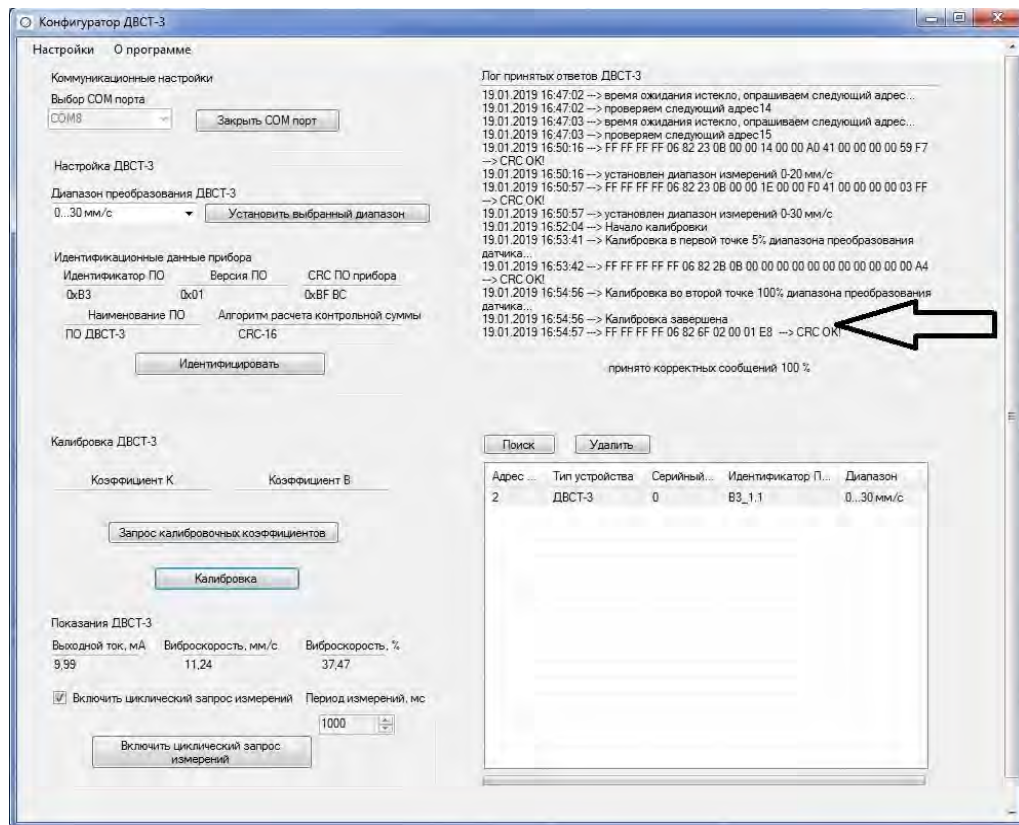 Конфигуратор ДВСТ-3
Настройки О программе
Коммуникационные настройки
Выбор COM порта
COM8
Закрыть COM порт
Настройка ДВСТ-3
Диапазон преобразования ДВСТ-3
0...30 мм/с
Установить выбранный диапазон
Идентификационные данные прибора
Идентификатор ПО Версия ПО CRC ПО прибора
0xB3 0x01 0xBF BC
Наименование ПО Алгоритм расчета контрольной суммы
ПО ДВСТ-3 CRC-16
Идентифицировать
Калибровка ДВСТ-3
Коэффициент К Коэффициент В
Запрос калибровочных коэффициентов
Калибровка
Показания ДВСТ-3
Выходной ток, мА Виброскорость, мм/с Виброскорость, %
9,99 11,24 37,47
Включить циклический запрос измерений Период измерений, мс
1000
Включить циклический запрос
измерений
Лог принятых ответов ДВСТ-3
19.01.2019 16:47:02 ---> время ожидания истекло, опрашиваем следующий адрес...
19.01.2019 16:47:02 ---> проверяем следующий адрес14
19.01.2019 16:47:03 ---> время ожидания истекло, опрашиваем следующий адрес...
19.01.2019 16:47:03 ---> проверяем следующий адрес15
19.01.2019 16:50:16 ---> FF FF FF FF 06 82 23 0B 00 00 14 00 00 A0 41 00 00 00 00 59 F7
---> CRC OK!
19.01.2019 16:50:16 ---> установлен диапазон измерений 0-20 мм/с
19.01.2019 16:50:57 ---> FF FF FF FF 06 82 23 0B 00 00 1E 00 00 F0 41 00 00 00 00 03 FF
---> CRC OK!
19.01.2019 16:50:57 ---> установлен диапазон измерений 0-30 мм/с
19.01.2019 16:52:04 ---> Начало калибровки
19.01.2019 16:53:41 ---> Калибровка в первой точке 5% диапазона преобразования
датчика...
19.01.2019 16:53:42 ---> FF FF FF FF FF 06 82 2B 0B 00 00 00 00 00 00 00 00 00 00 00 A4
---> CRC OK!
19.01.2019 16:54:56 ---> Калибровка во второй точке 100% диапазона преобразования
датчика...
19.01.2019 16:54:56 ---> Калибровка завершена
19.01.2019 16:54:57 ---> FF FF FF FF 06 82 6F 02 00 01 E8 ---> CRC OK!
принято корректных сообщений 100 %
Поиск Удалить
Адрес ... Тип устройства Серийный... Идентификатор П... Диапазон
2 ДВСТ-3 0 B3_1.1 0...30 мм/с